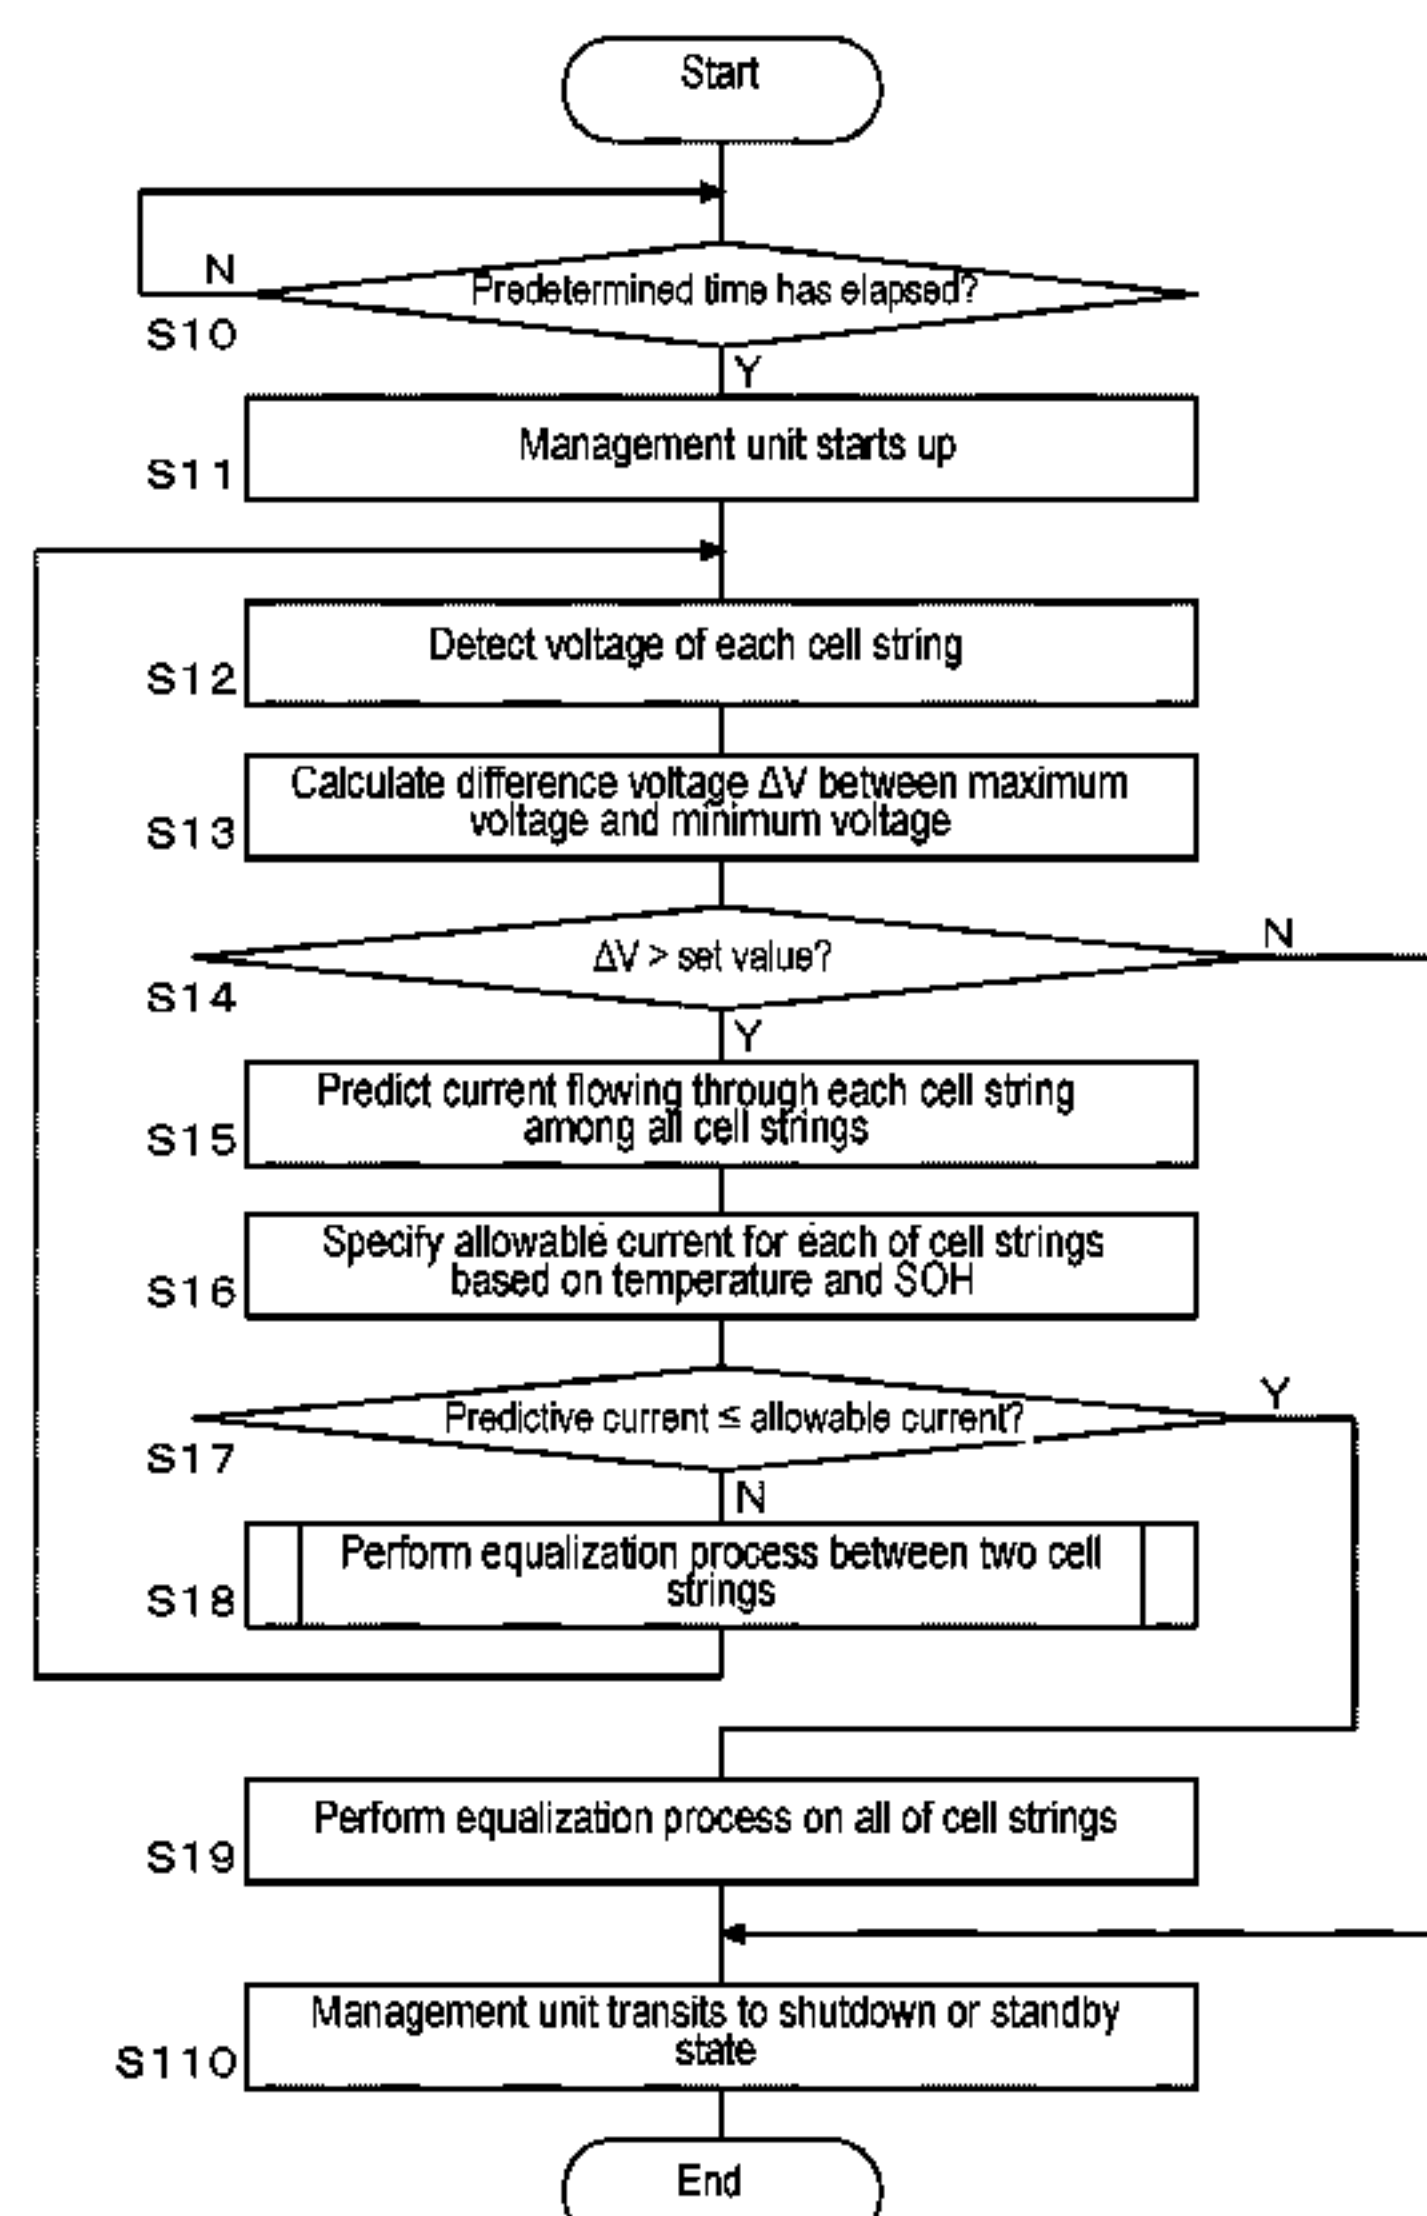 Start
N
Predetermined time has elapsed?
S10
Y
Management unit starts up
S11
Detect voltage of each cell string
S12
Calculate difference voltage ΔV between maximum
voltage and minimum voltage
S13
ΔV > set value?
N
S14
Y
Predict current flowing through each cell string
among all cell strings
S15
Specify allowable current for each of cell strings
based on temperature and SOH
S16
Predictive current ≤ allowable current?
Y
S17
N
Perform equalization process between two cell
strings
S18
Perform equalization process on all of cell strings
S19
Management unit transits to shutdown or standby
state
S110
End